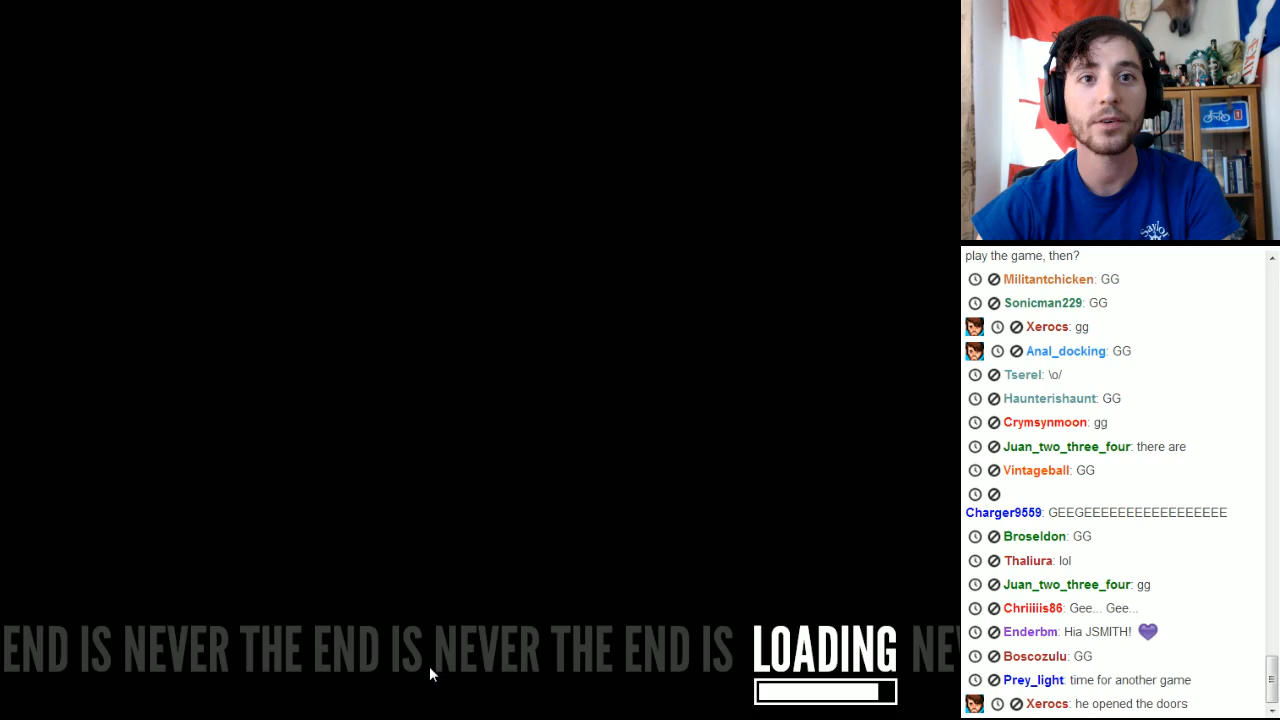 play the game, then?
Militantchicken: GG
Sonicman229: GG
Xerocs: gg
Anal_docking: GG
Tserel: \o/
Haunterishaunt: GG
Crymsynmoon: gg
Juan_two_three_four: there are
Vintageball: GG
Charger9559: GEEGEEEEEEEEEEEEEEEEEE
Broseldon: GG
Thaliura: lol
Juan_two_three_four: gg
Chriiiiis86: Gee... Gee...
Enderbm: Hia JSMITH! 💜
Boscozulu: GG
Prey_light: time for another game
Xerocs: he opened the doors
END IS NEVER THE END IS NEVER THE END IS LOADING NEV